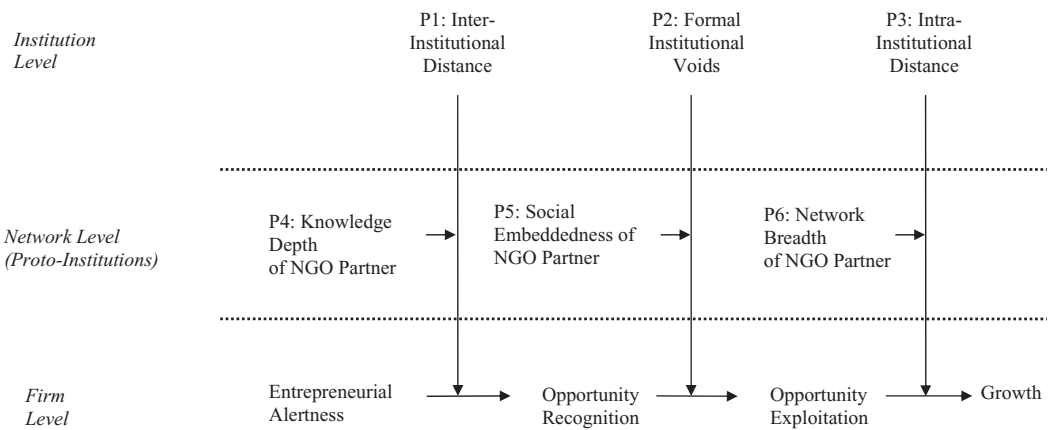 Institution
Level
P1: Inter-
Institutional
Distance
P2: Formal
Institutional
Voids
P3: Intra-
Institutional
Distance
Network Level
(Proto-Institutions)
P4: Knowledge
Depth
of NGO Partner
P5: Social
Embeddedness of
NGO Partner
P6: Network
Breadth
of NGO Partner
Firm
Level
Entrepreneurial
Alertness
Opportunity
Recognition
Opportunity
Exploitation
Growth